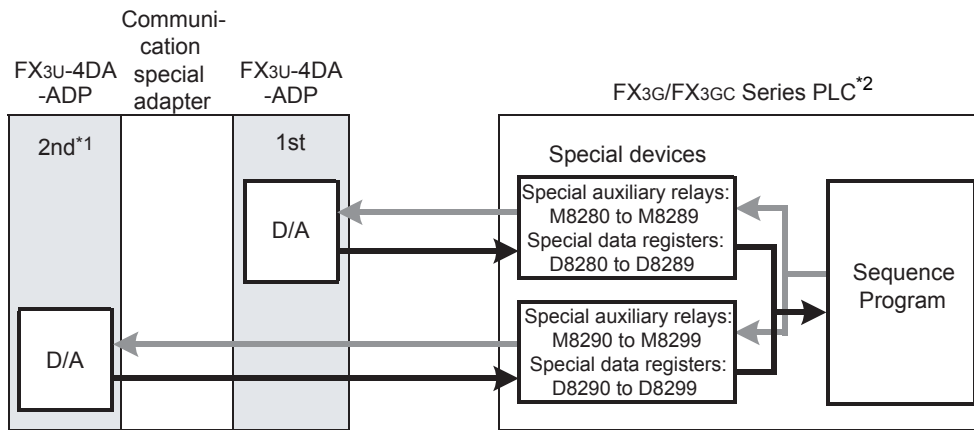 Communi-
cation
special
adapter
FX3U-4DA
-ADP
FX3U-4DA
-ADP
FX3G/FX3GC Series PLC*2
2nd*1
1st
Special devices
Special auxiliary relays:
M8280 to M8289
Special data registers:
D8280 to D8289
D/A
Sequence
Program
Special auxiliary relays:
M8290 to M8299
Special data registers:
D8290 to D8299
D/A